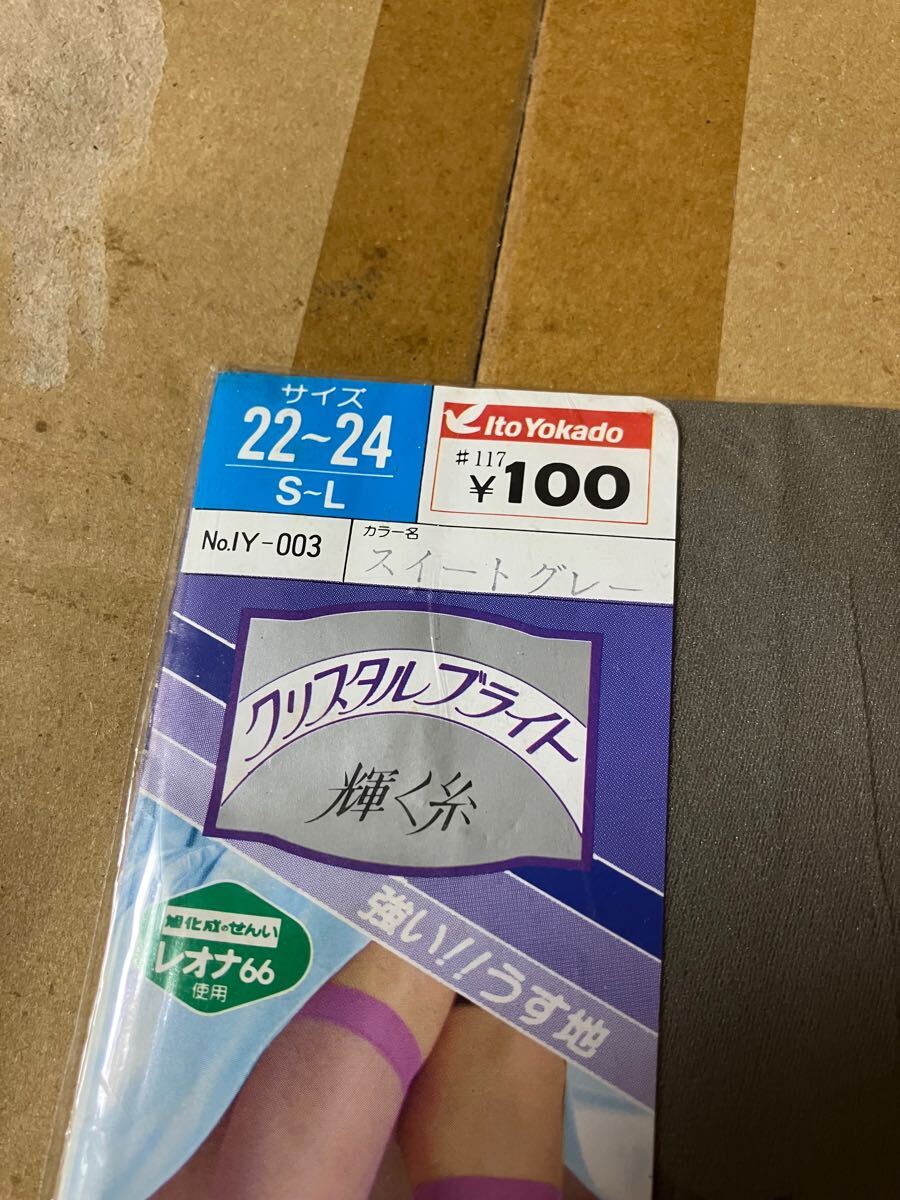 サイズ
22~24
S~L
Ito Yokado
#117
¥100
No.IY-003
カラー名
スイートグレー
クリスタルブライト
輝く糸
強い!!うす地
旭化成のせんい
レオナ66
使用